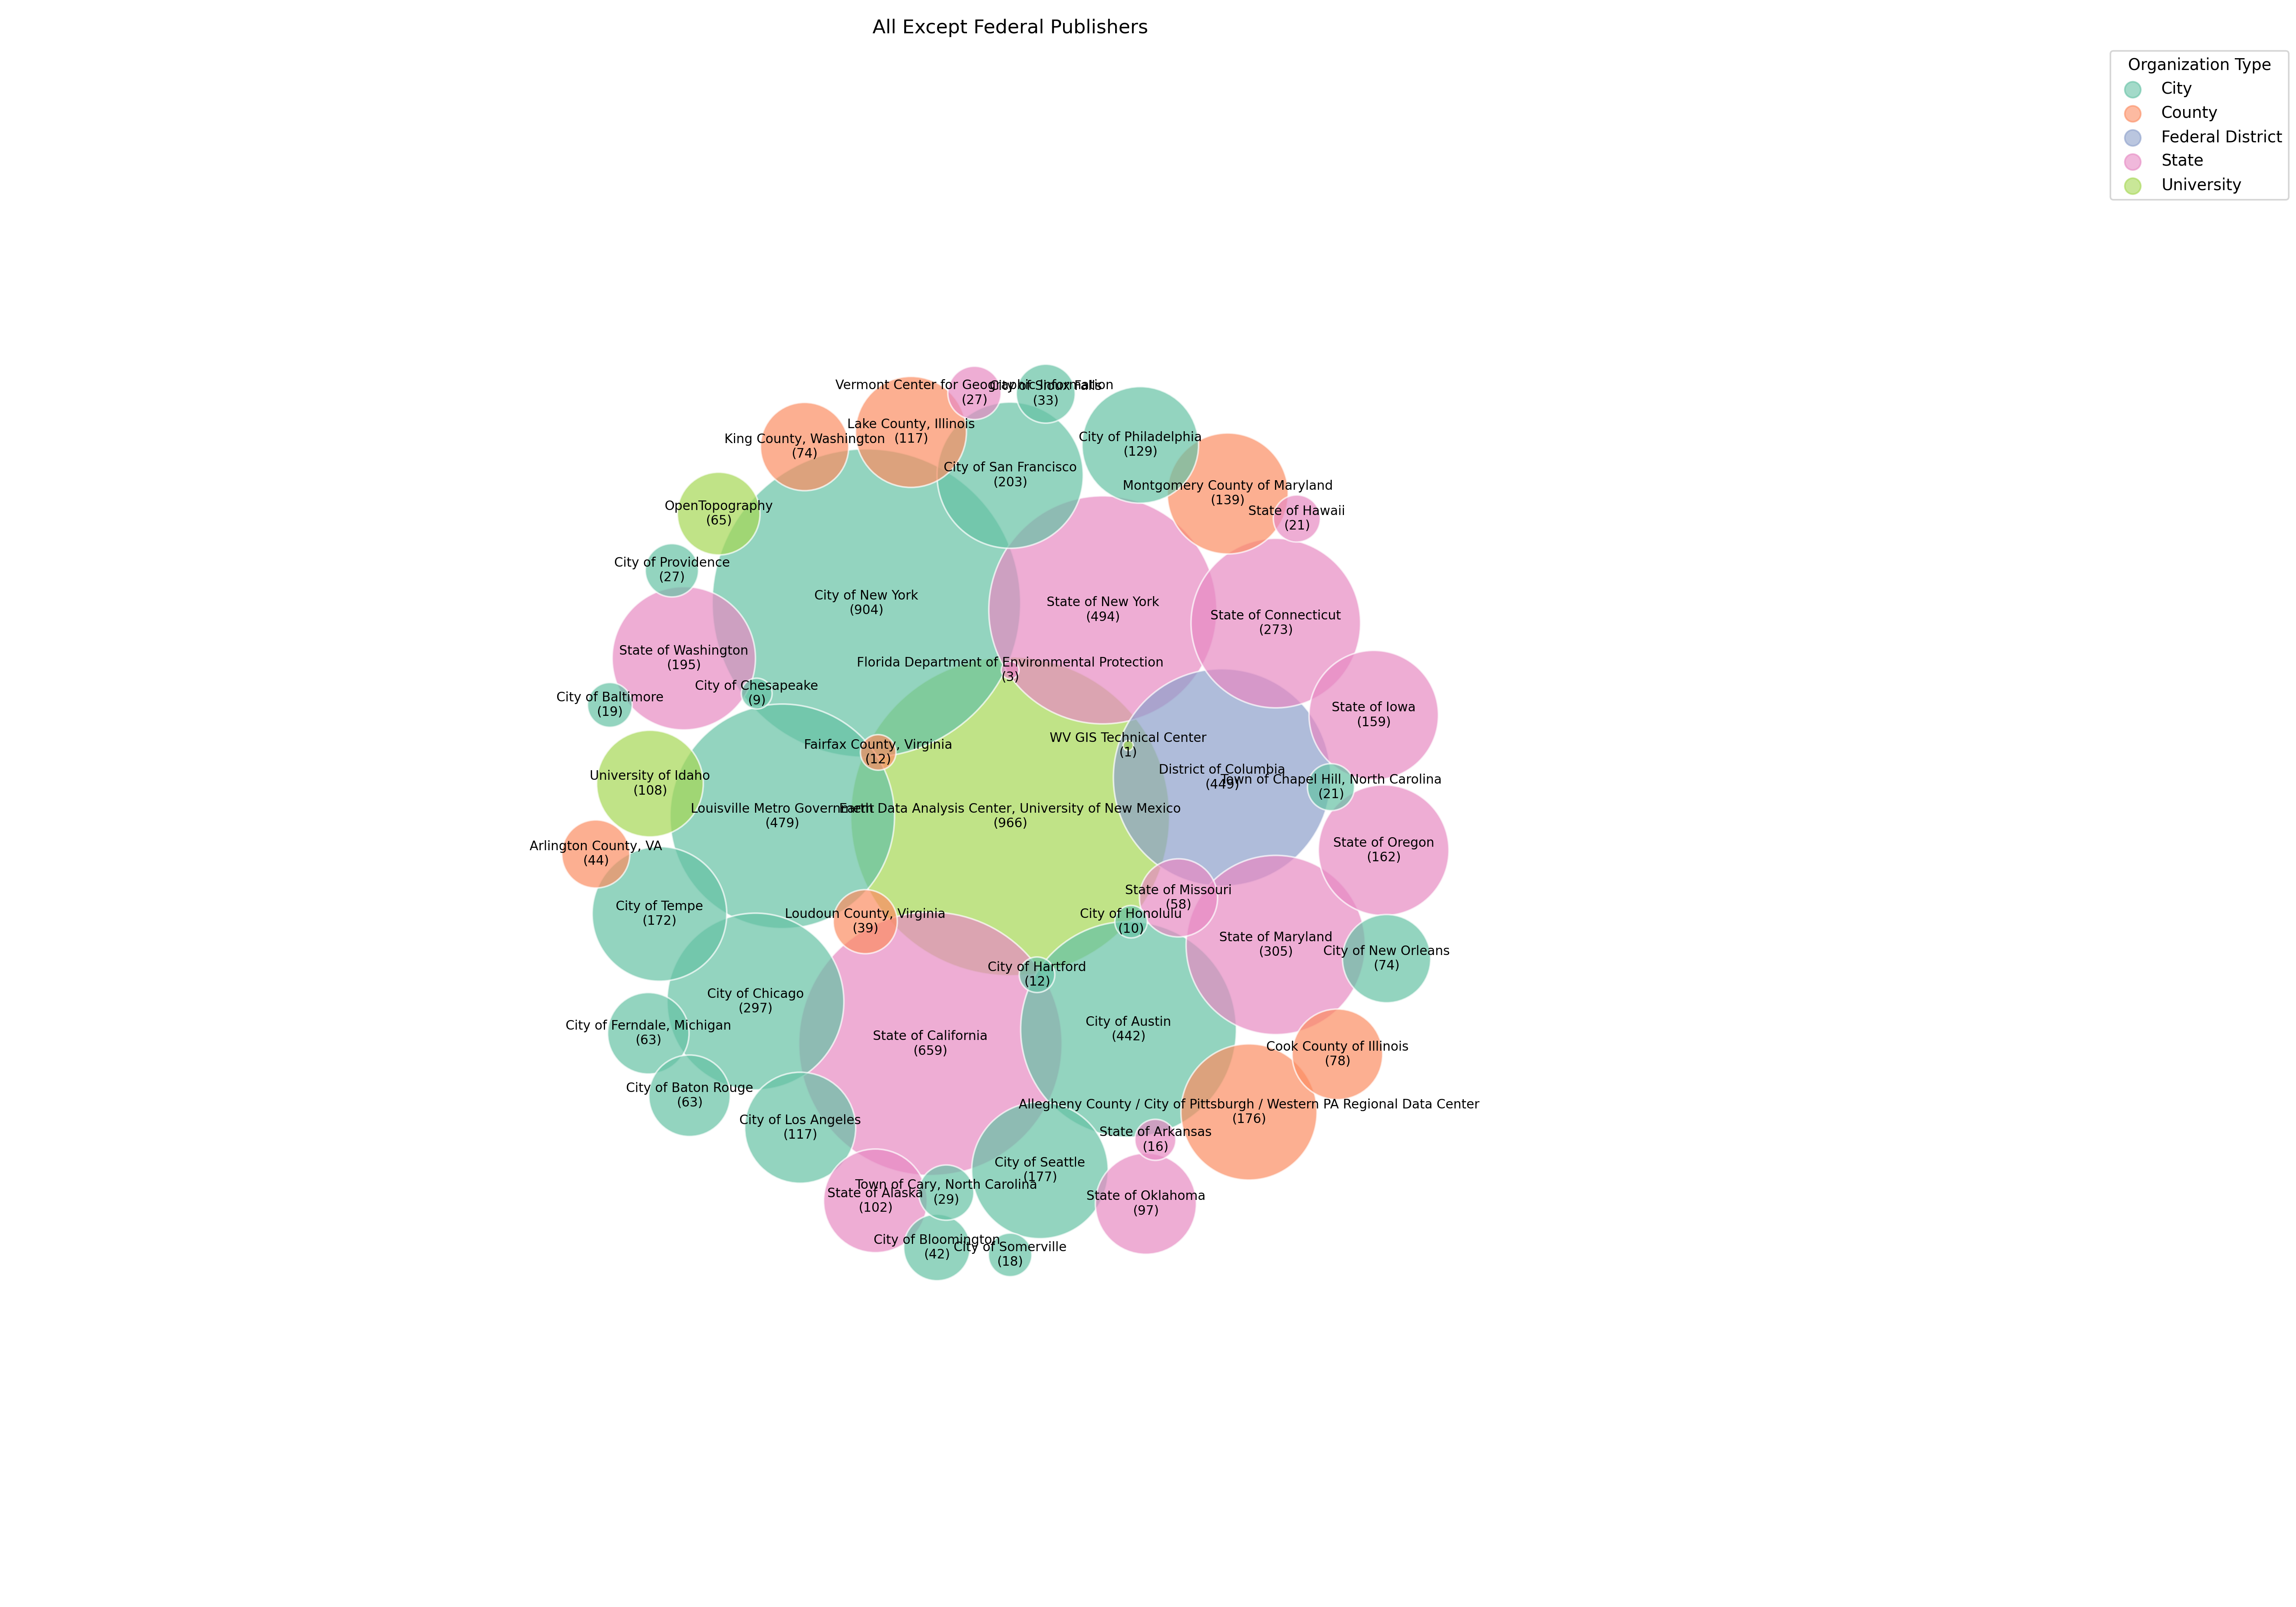 All Except Federal Publishers
Organization Type
City
County
Federal District
State
University
Vermont Center for Geographic Information
(27)
City of Sioux Falls
(33)
Lake County, Illinois
(117)
King County, Washington
(74)
City of Philadelphia
(129)
City of San Francisco
(203)
Montgomery County of Maryland
(139)
OpenTopography
(65)
State of Hawaii
(21)
City of Providence
(27)
City of New York
(904)
State of New York
(494)
State of Connecticut
(273)
State of Washington
(195)
Florida Department of Environmental Protection
(3)
City of Chesapeake
(9)
City of Baltimore
(19)
State of Iowa
(159)
Fairfax County, Virginia
(12)
WV GIS Technical Center
(1)
University of Idaho
(108)
District of Columbia
(449)
Town of Chapel Hill, North Carolina
(21)
Louisville Metro Government
(479)
Earth Data Analysis Center, University of New Mexico
(966)
Arlington County, VA
(44)
State of Oregon
(162)
State of Missouri
(58)
City of Tempe
(172)
Loudoun County, Virginia
(39)
City of Honolulu
(10)
State of Maryland
(305)
City of New Orleans
(74)
City of Hartford
(12)
City of Chicago
(297)
City of Ferndale, Michigan
(63)
State of California
(659)
City of Austin
(442)
Cook County of Illinois
(78)
City of Baton Rouge
(63)
Allegheny County / City of Pittsburgh / Western PA Regional Data Center
(176)
City of Los Angeles
(117)
State of Arkansas
(16)
City of Seattle
(177)
Town of Cary, North Carolina
(29)
State of Alaska
(102)
State of Oklahoma
(97)
City of Bloomington
(42)
City of Somerville
(18)